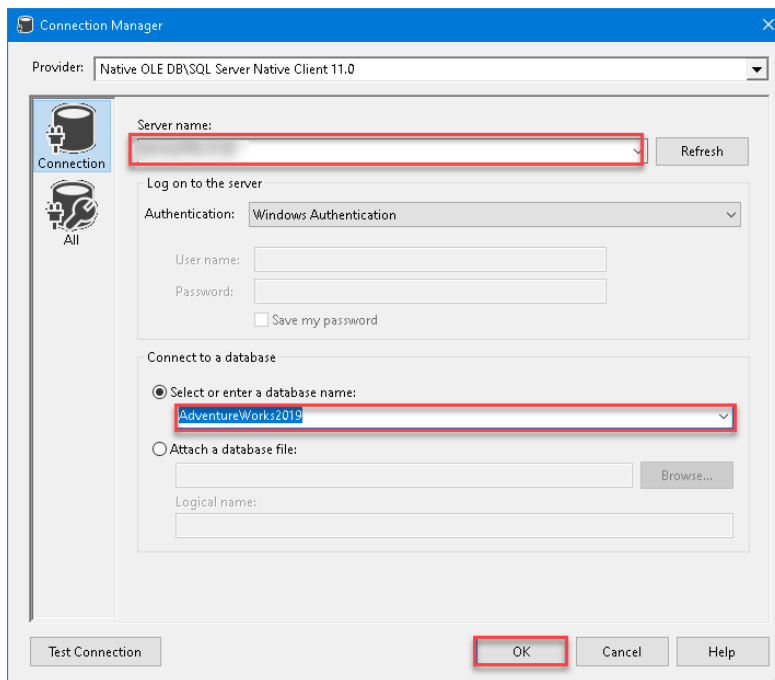 Connection Manager
Provider: Native OLE DB\SQL Server Native Client 11.0
Connection
All
Server name:
Refresh
Log on to the server
Authentication: Windows Authentication
User name:
Password:
Save my password
Connect to a database
Select or enter a database name:
AdventureWorks2019
Attach a database file:
Browse...
Logical name:
Test Connection OK Cancel Help